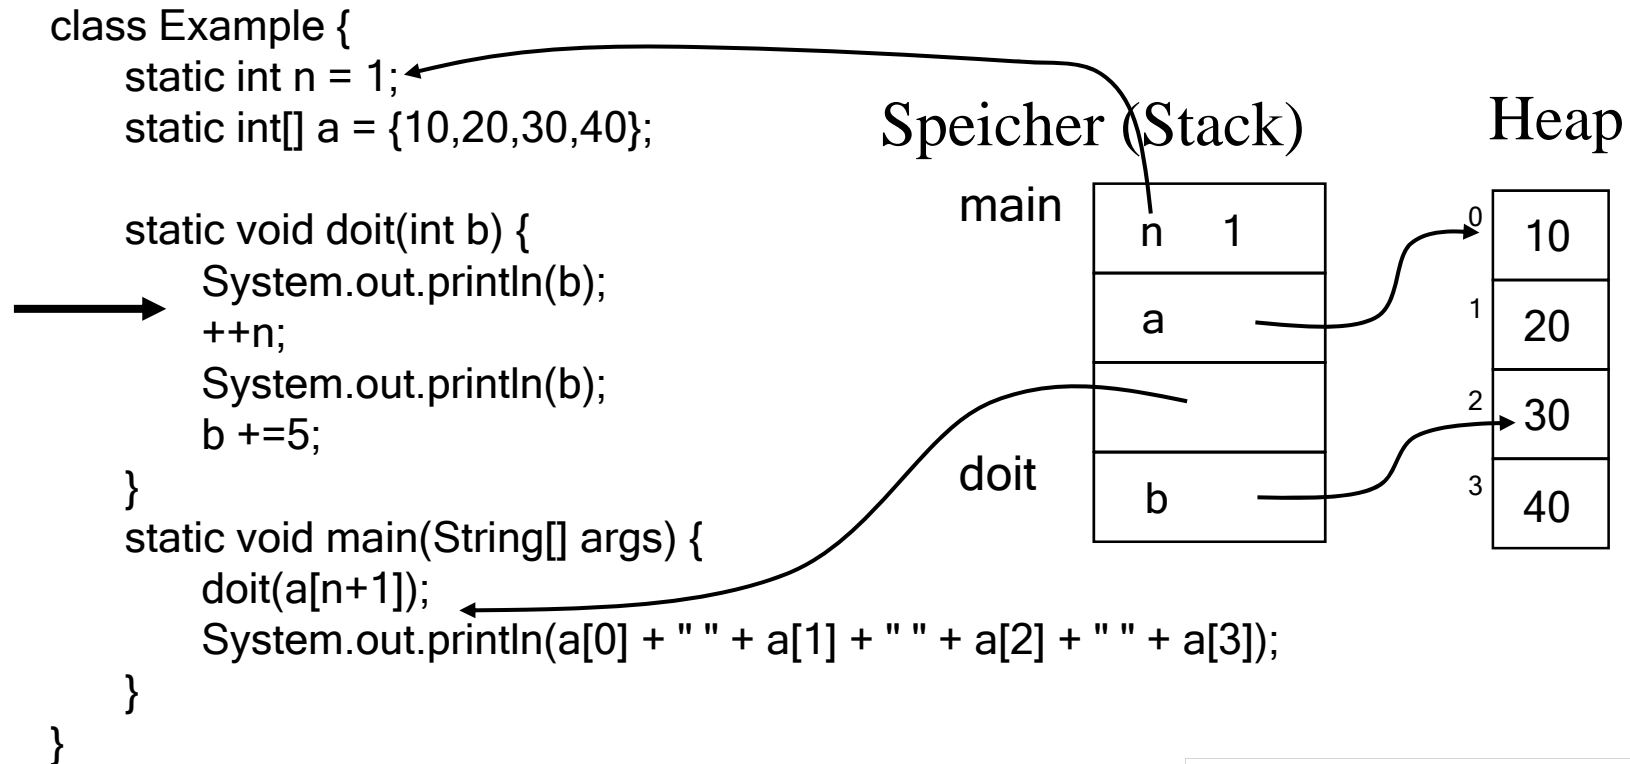 class Example {
static int n = 1;
static int[] a = {10,20,30,40};
static void doit(int b) {
System.out.println(b);
++n;
System.out.println(b);
b +=5;
}
static void main(String[] args) {
doit(a[n+1]);
System.out.println(a[0] + " " + a[1] + " " + a[2] + " " + a[3]);
}
}
Speicher (Stack)
main
n 1
a
doit
b
Heap
0 10
1 20
2 30
3 40